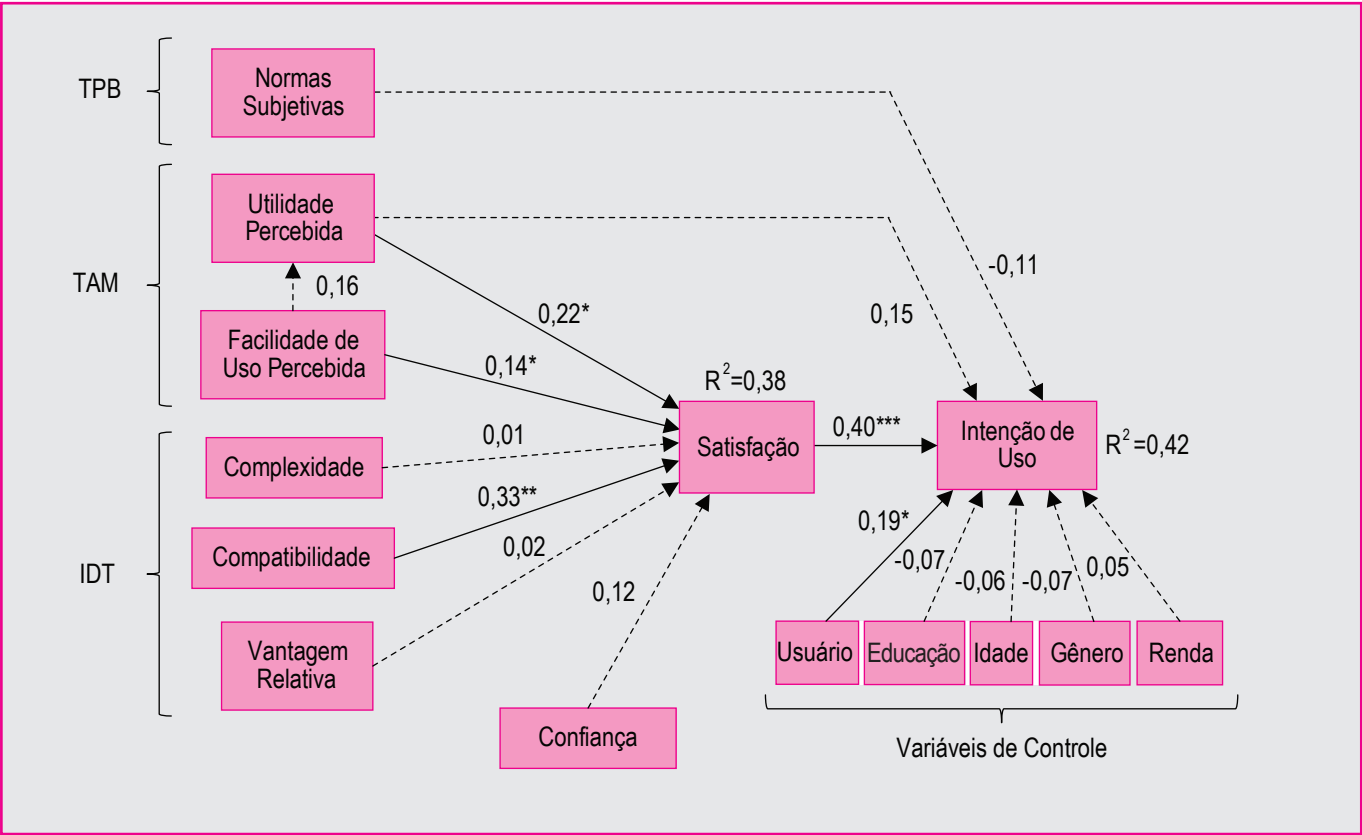 TPB
Normas
Subjetivas
Utilidade
Percebida
TAM
0,16
Facilidade de
Uso Percebida
0,22*
0,14*
0,15
-0,11
R²=0,38
Complexidade
0,01
Satisfação
0,40***
Intenção de
Uso
R²=0,42
0,33**
Compatibilidade
0,02
IDT
0,12
0,19*
-0,07
-0,06
-0,07
0,05
Vantagem
Relativa
Usuário
Educação
Idade
Gênero
Renda
Confiança
Variáveis de Controle